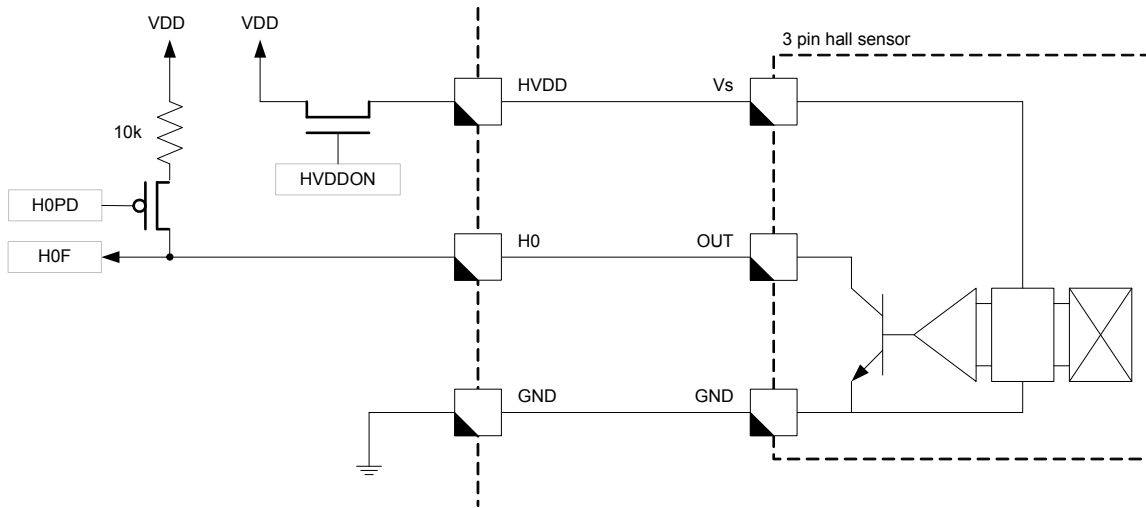 VDD
VDD
3 pin hall sensor
HVDD
Vs
10k
HVDDON
H0PD
H0
OUT
H0F
GND
GND